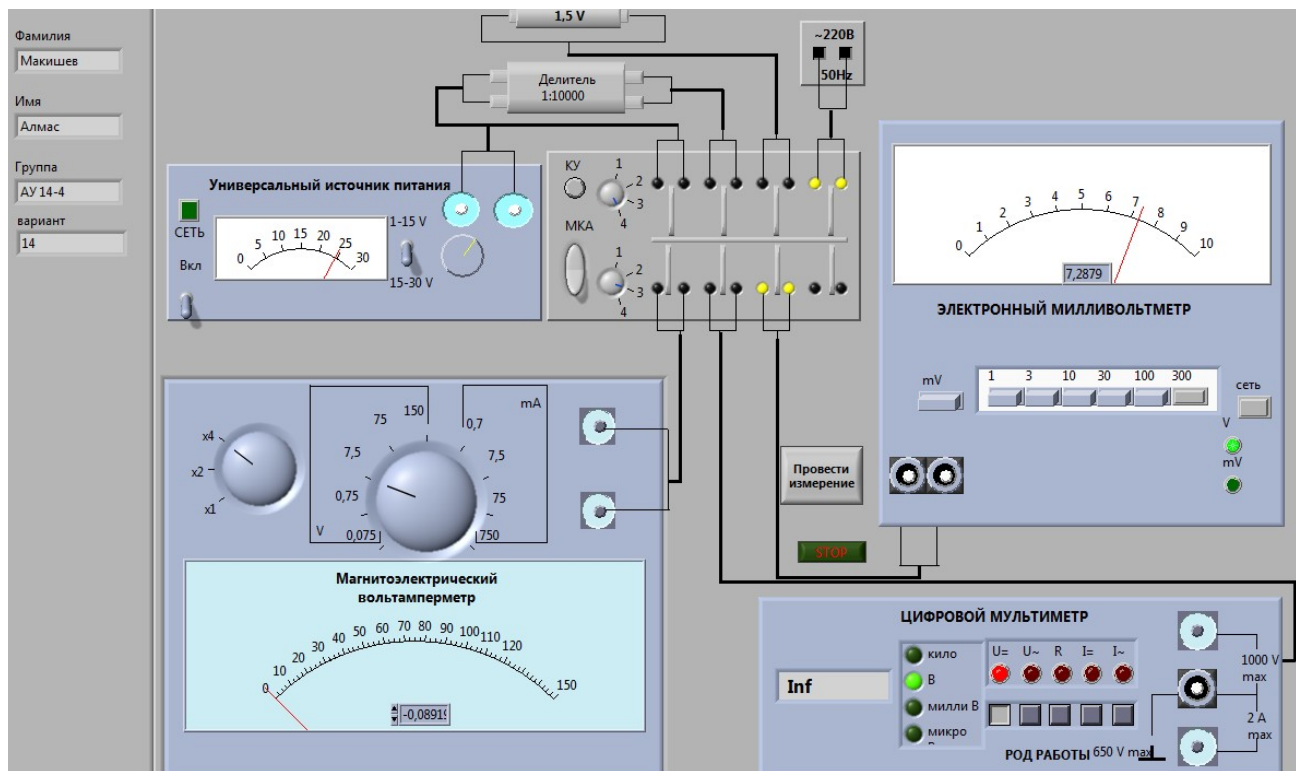 Фамилия
Макишев
Имя
Алмас
Группа
АУ 14-4
вариант
14
1,5 V
Делитель
1:10000
~220В
50Hz
Универсальный источник питания
СЕТЬ
Вкл
0 5 10 15 20 25 30
1-15 V
15-30 V
КУ
1
2
3
4
МКА
1
2
3
4
0 1 2 3 4 5 6 7 8 9 10
7,2879
ЭЛЕКТРОННЫЙ МИЛЛИВОЛЬТМЕТР
mV
1 3 10 30 100 300
сеть
V
mV
x4
x2
x1
150
75
7,5
0,75
0,075
V
mA
0,7
7,5
75
750
Провести
измерение
STOP
Магнитоэлектрический
вольтамперметр
0 10 20 30 40 50 60 70 80 90 100 110 120 150
-0,0891
ЦИФРОВОЙ МУЛЬТИМЕТР
Inf
кило
В
милли В
микро
U= U~ R I= I~
1000 V
max
2 A
max
РОД РАБОТЫ
650 V max